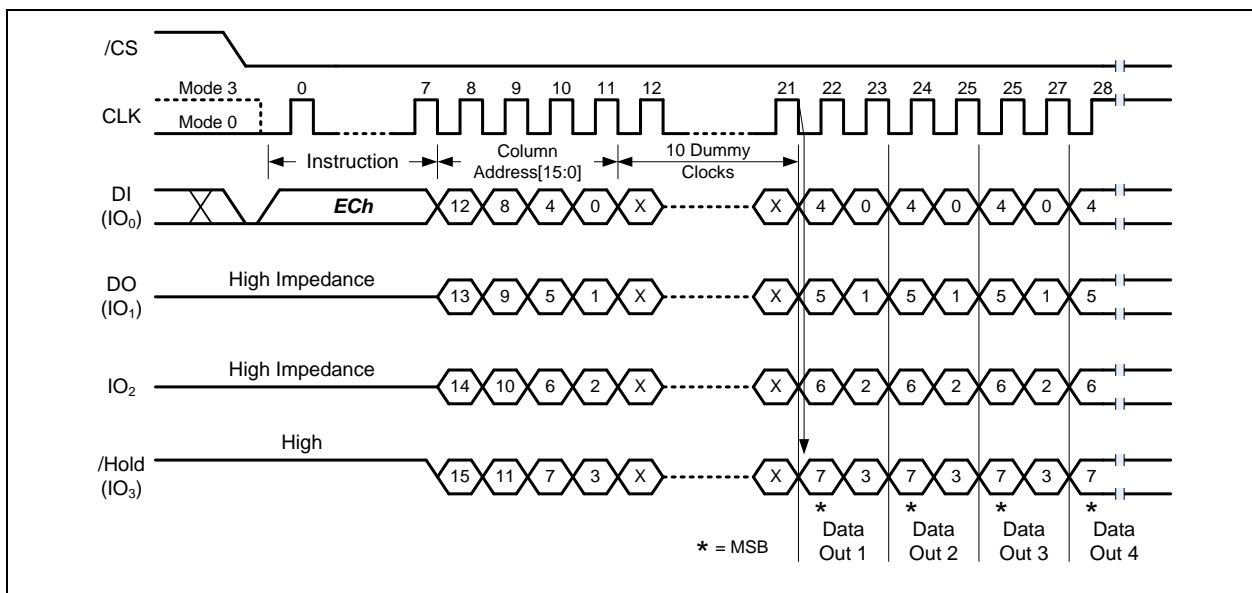 /CS
Mode 3 0 7 8 9 10 11 12 21 22 23 24 25 25 27 28
CLK
Mode 0
Instruction
Column
Address[15:0]
10 Dummy
Clocks
DI
(IO0)
ECh 12 8 4 0 X X 4 0 4 0 4 0 4
DO
(IO1)
High Impedance
13 9 5 1 X X 5 1 5 1 5 1 5
IO2
High Impedance
14 10 6 2 X X 6 2 6 2 6 2 6
/Hold
(IO3)
High
15 11 7 3 X X 7 3 7 3 7 3 7
* * * *
* = MSB
Data
Out 1
Data
Out 2
Data
Out 3
Data
Out 4